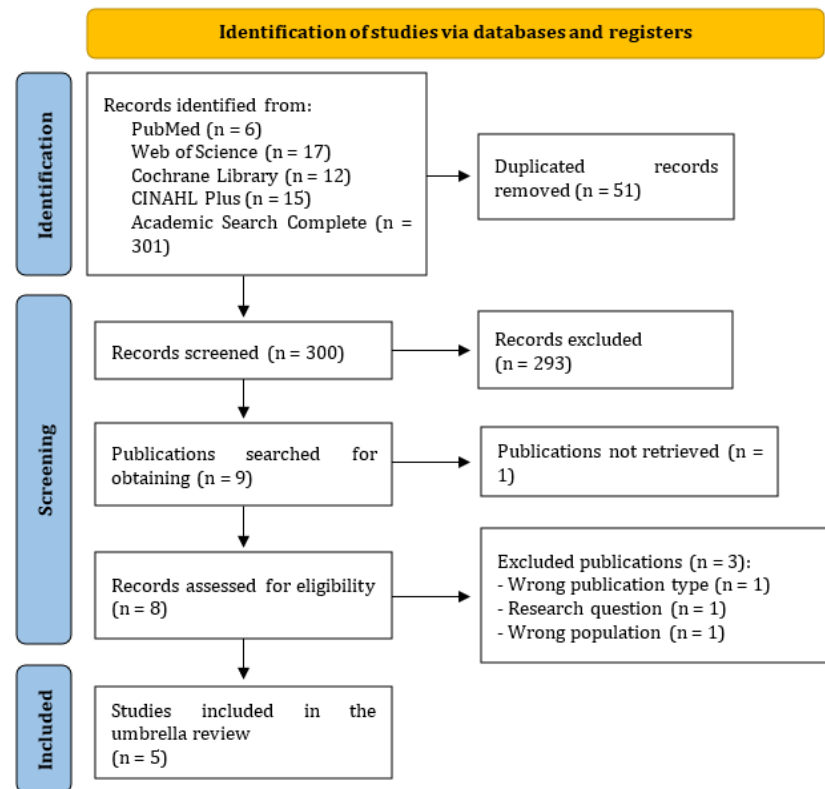 Identification of studies via databases and registers
Identification
Records identified from:
PubMed (n = 6)
Web of Science (n = 17)
Cochrane Library (n = 12)
CINAHL Plus (n = 15)
Academic Search Complete (n =
301)
Duplicated records
removed (n = 51)
Screening
Records screened (n = 300)
Records excluded
(n = 293)
Publications searched for
obtaining (n = 9)
Publications not retrieved (n =
1)
Records assessed for eligibility
(n = 8)
Excluded publications (n = 3):
- Wrong publication type (n = 1)
- Research question (n = 1)
- Wrong population (n = 1)
Included
Studies included in the
umbrella review
(n = 5)